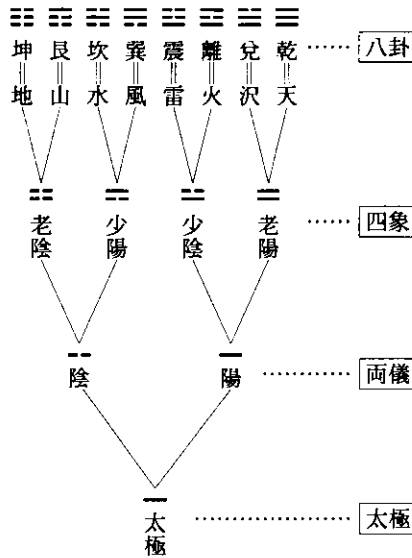 坤 艮 坎 巽 震 離 兌 乾 八卦
地 山 水 風 雷 火 沢 天
老陰 少陽 少陰 老陽 四象
陰 陽 両儀
太極 太極